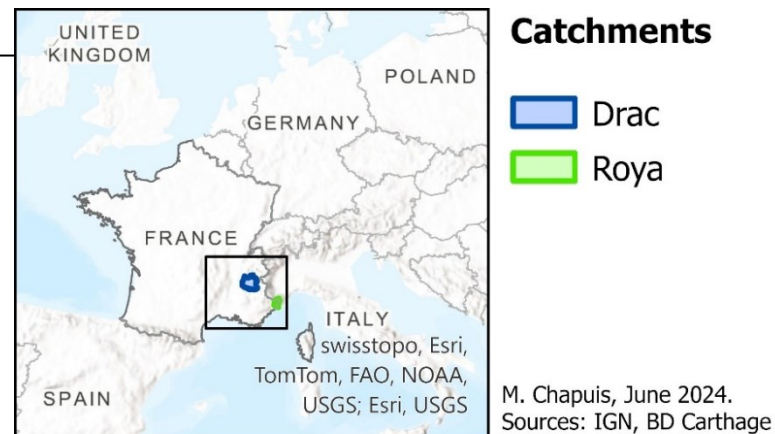 UNITED
KINGDOM
POLAND
GERMANY
FRANCE
ITALY
SPAIN
swisstopo, Esri,
TomTom, FAO, NOAA,
USGS; Esri, USGS
Catchments
Drac
Roya
M. Chapuis, June 2024.
Sources: IGN, BD Carthage